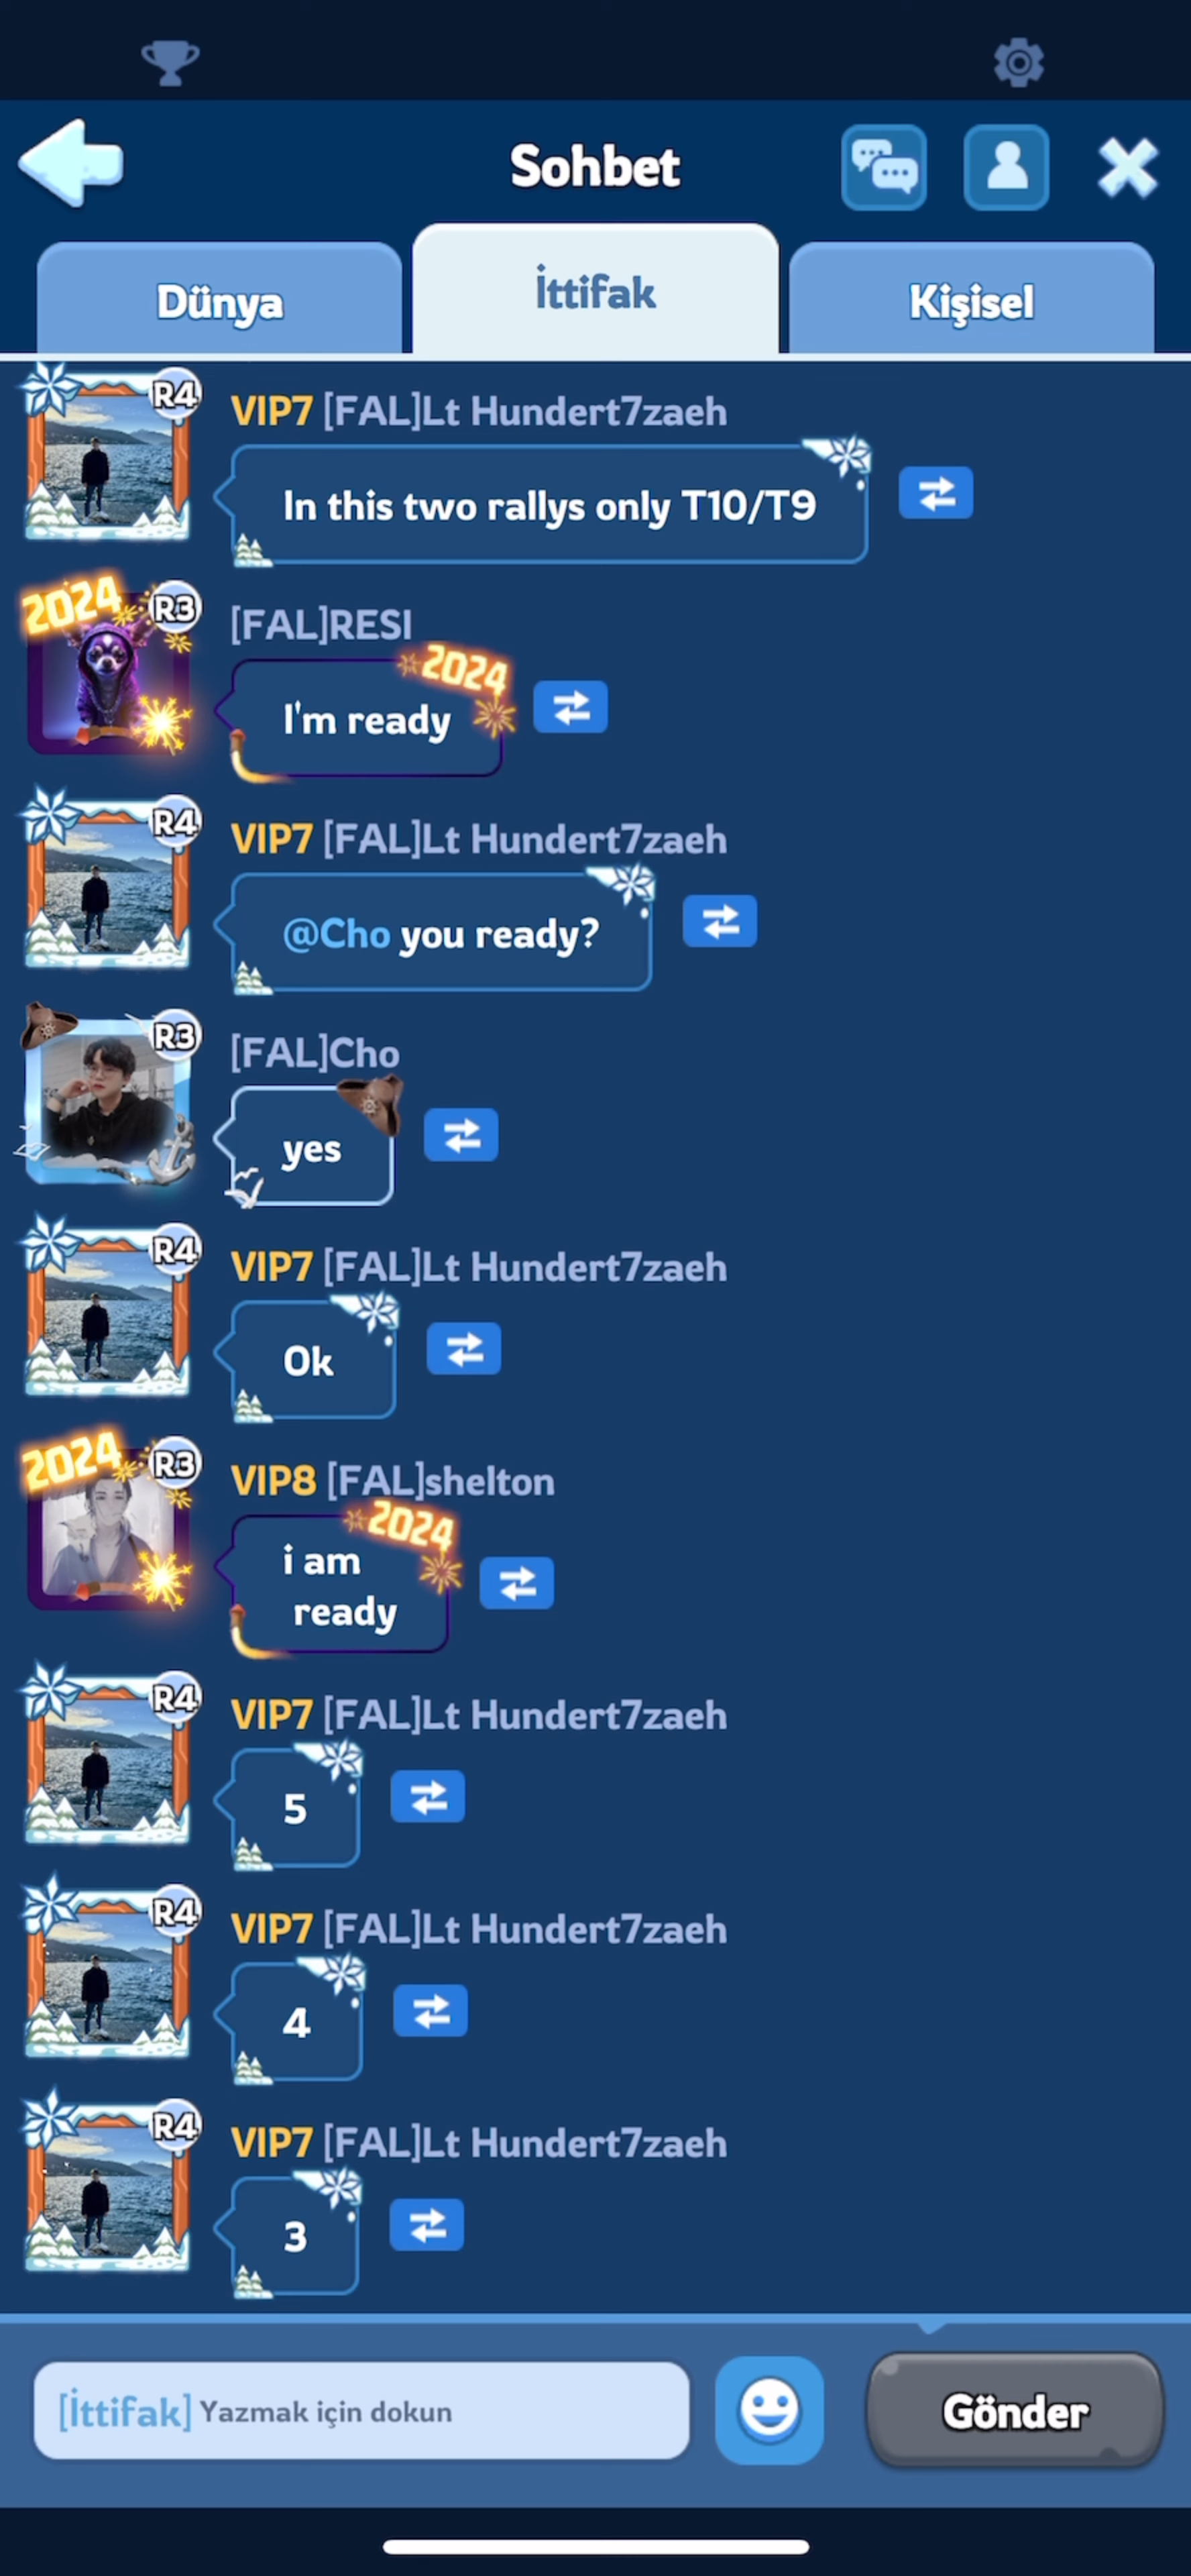 Sohbet
Dünya
İttifak
Kişisel
R4
VIP7 [FAL]Lt Hundert7zaeh
In this two rallys only T10/T9
2024
R3
[FAL]RESI
2024
I'm ready
R4
VIP7 [FAL]Lt Hundert7zaeh
@Cho you ready?
R3
[FAL]Cho
yes
R4
VIP7 [FAL]Lt Hundert7zaeh
Ok
2024
R3
VIP8 [FAL]shelton
2024
i am
ready
R4
VIP7 [FAL]Lt Hundert7zaeh
5
R4
VIP7 [FAL]Lt Hundert7zaeh
4
R4
VIP7 [FAL]Lt Hundert7zaeh
3
[İttifak] Yazmak için dokun
Gönder